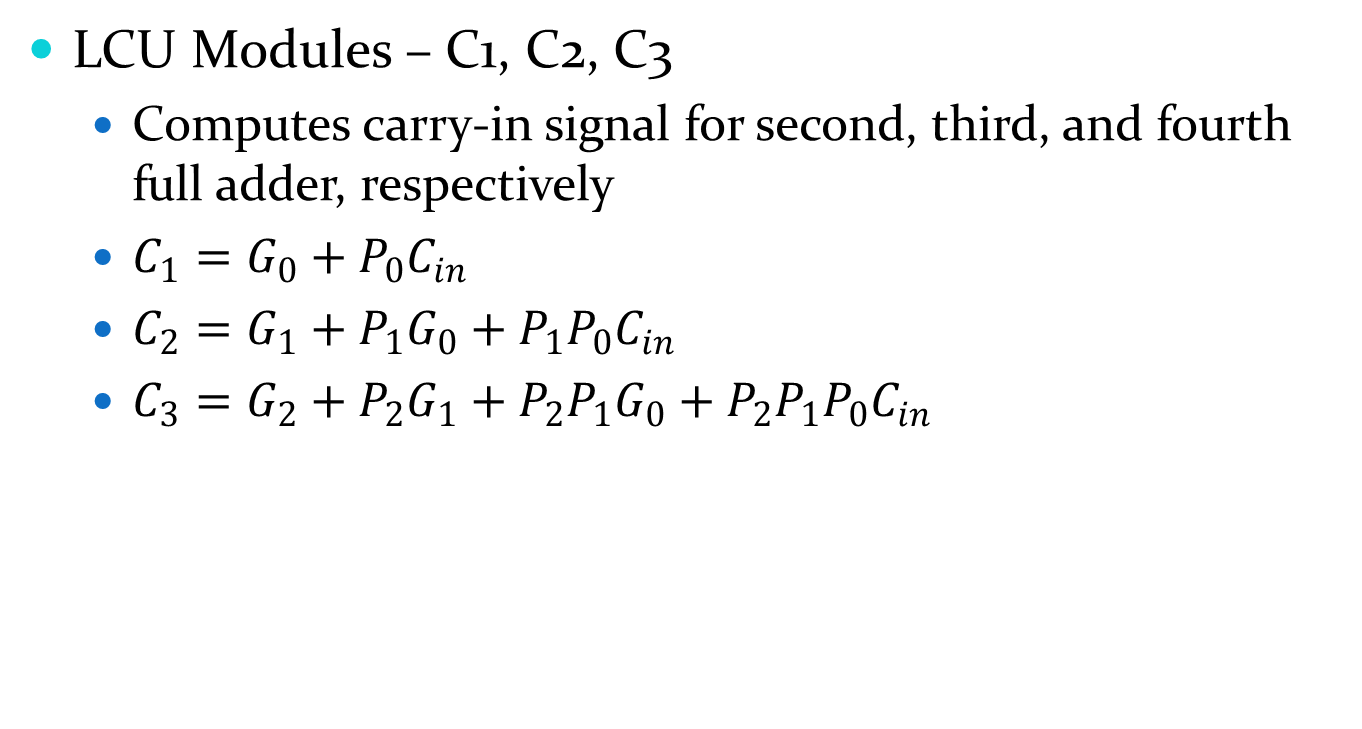 • LCU Modules – C1, C2, C3
• Computes carry-in signal for second, third, and fourth
full adder, respectively
• C₁ = G₀ + P₀Cᵢₙ
• C₂ = G₁ + P₁G₀ + P₁P₀Cᵢₙ
• C₃ = G₂ + P₂G₁ + P₂P₁G₀ + P₂P₁P₀Cᵢₙ